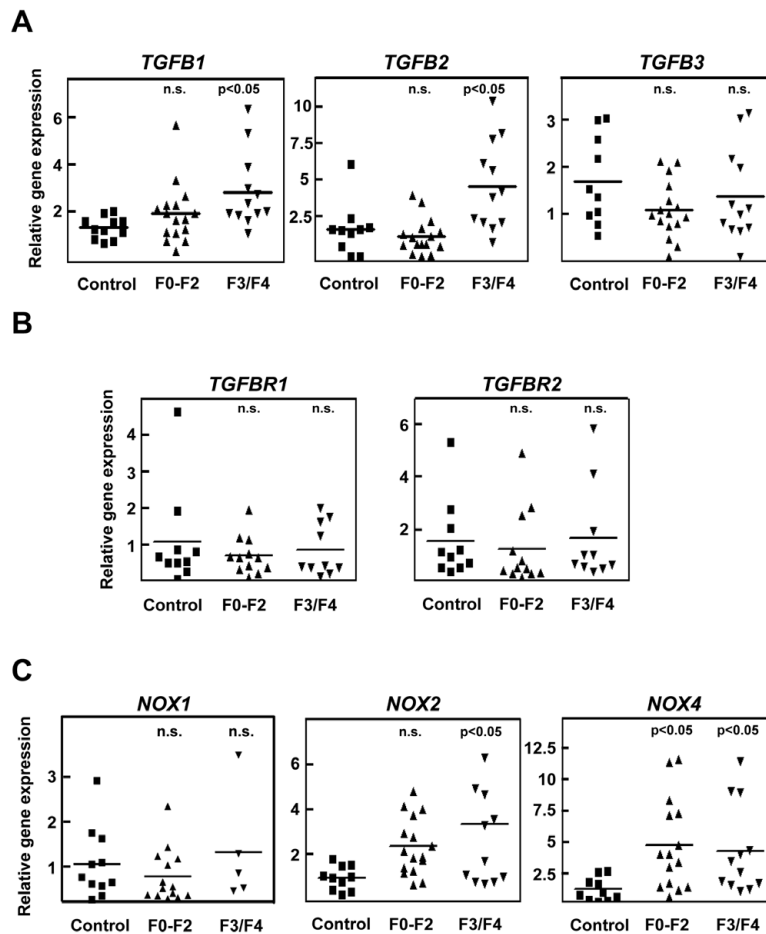 A
TGFB1 TGFB2 TGFB3
n.s. p<0.05 n.s. p<0.05 n.s. n.s.
Relative gene expression
6
4
2
10
7.5
5
2.5
3
2
1
Control F0-F2 F3/F4 Control F0-F2 F3/F4 Control F0-F2 F3/F4
B
TGFBR1 TGFBR2
n.s. n.s. n.s. n.s.
Relative gene expression
4
3
2
1
6
4
2
Control F0-F2 F3/F4 Control F0-F2 F3/F4
C
NOX1 NOX2 NOX4
n.s. n.s. n.s. p<0.05 p<0.05 p<0.05
Relative gene expression
3
2
1
6
4
2
12.5
10
7.5
5
2.5
Control F0-F2 F3/F4 Control F0-F2 F3/F4 Control F0-F2 F3/F4